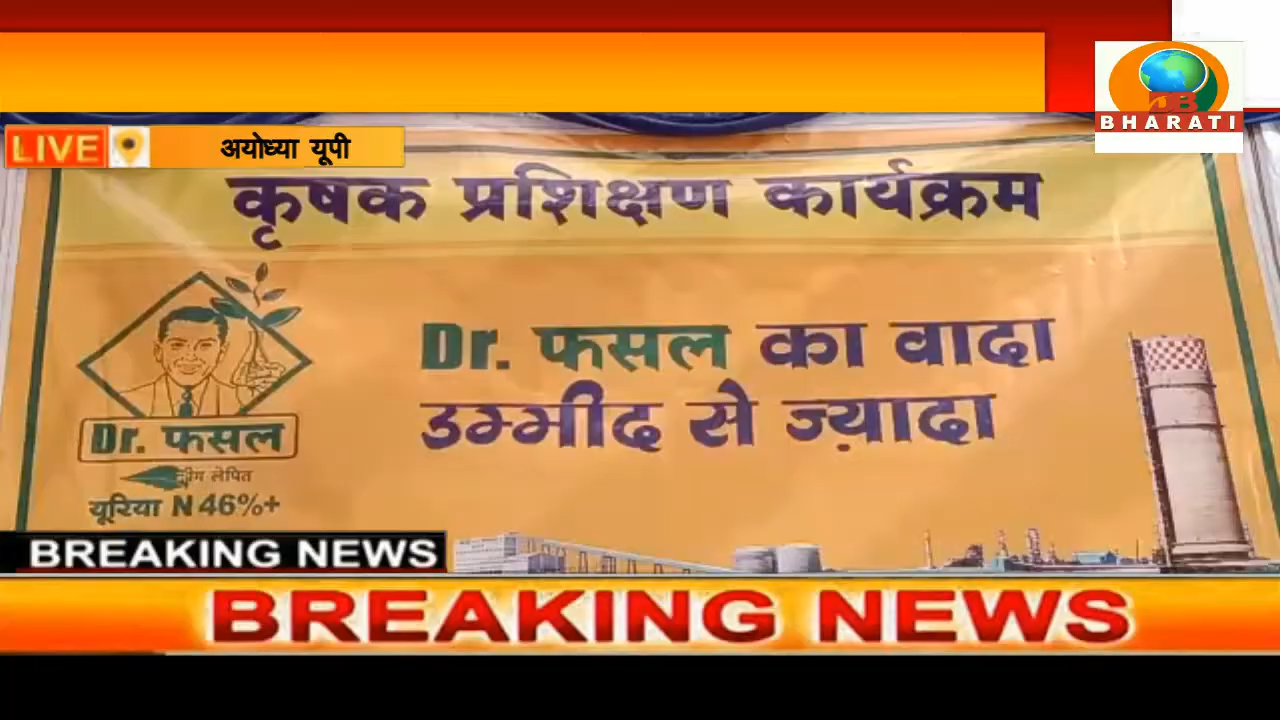 BHARATI
LIVE
अयोध्या यूपी
कृषक प्रशिक्षण कार्यक्रम
Dr. फसल का वादा
उम्मीद से ज़्यादा
Dr. फसल
नीम लेपित
यूरिया N 46%+
BREAKING NEWS
BREAKING NEWS